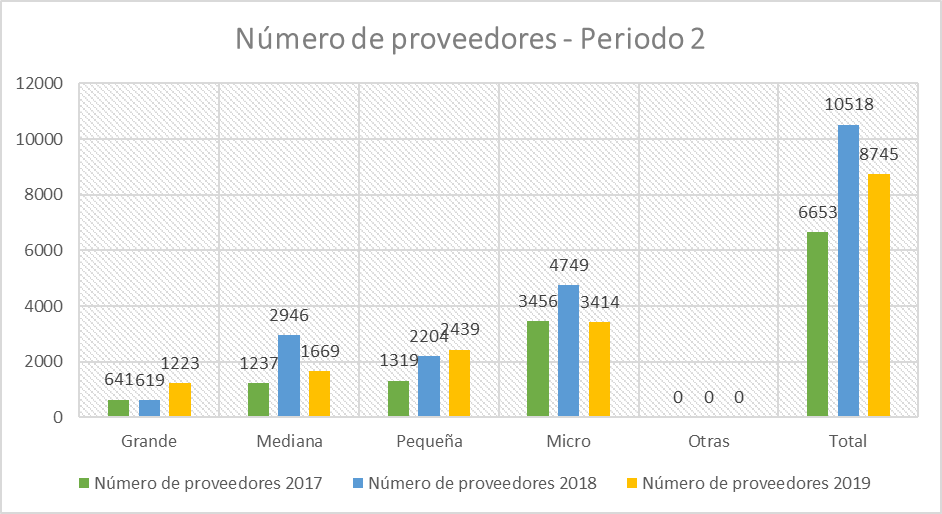 Número de proveedores - Periodo 2
12000
10000
8000
6000
4000
2000
0
641 619 1223
1237 2946 1669
1319 2204 2439
3456 4749 3414
0 0 0
6653 10518 8745
Grande Mediana Pequeña Micro Otras Total
Número de proveedores 2017 Número de proveedores 2018 Número de proveedores 2019